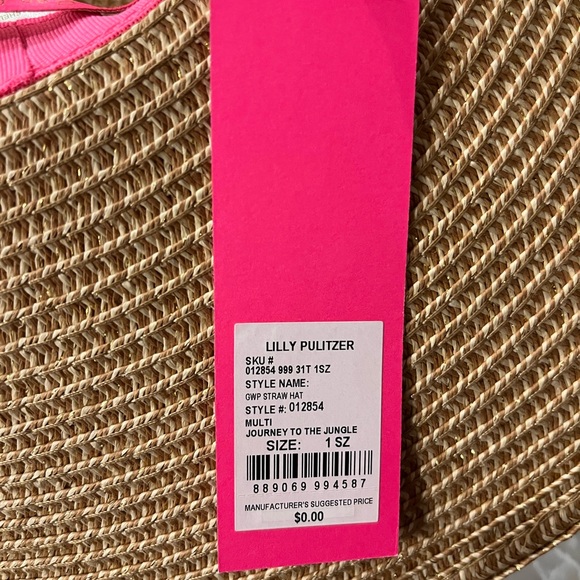 LILLY PULITZER
SKU #
012854 999 31T 1SZ
STYLE NAME:
GWP STRAW HAT
STYLE #: 012854
MULTI
JOURNEY TO THE JUNGLE
SIZE: 1 SZ
889069 994587
MANUFACTURER'S SUGGESTED PRICE
$0.00